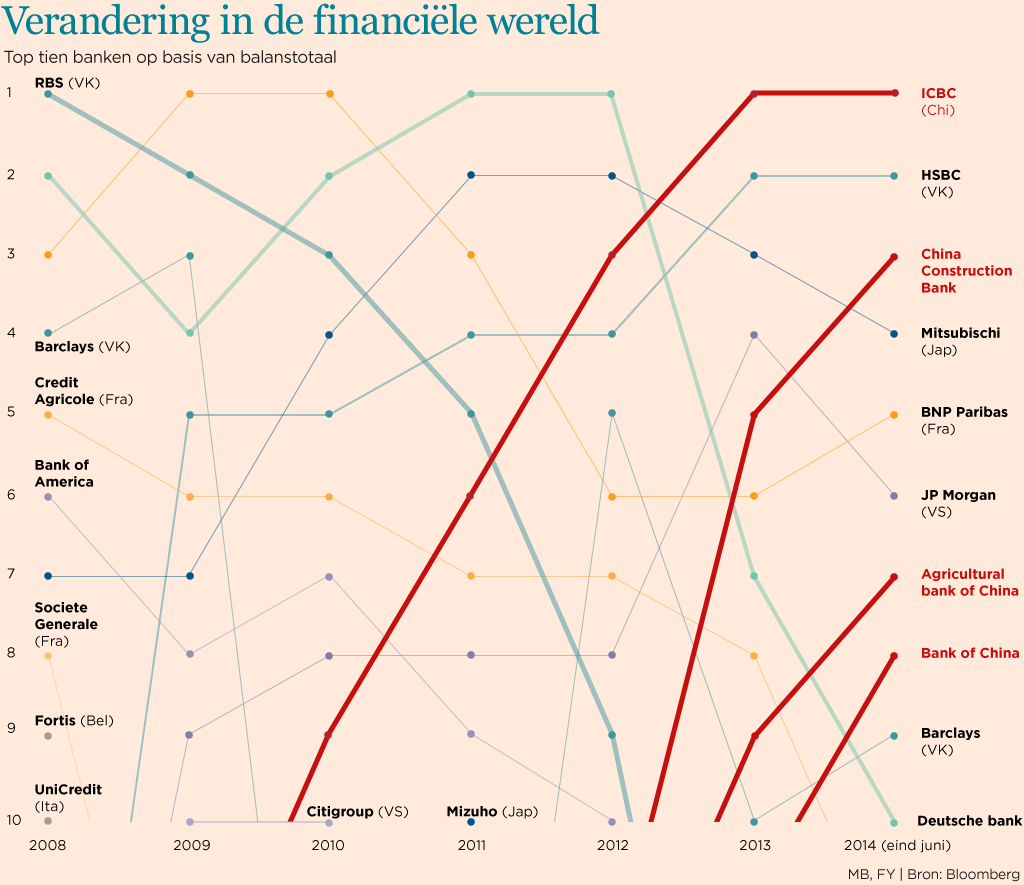 Verandering in de financiële wereld
Top tien banken op basis van balanstotaal
1
2
3
4
5
6
7
8
9
10
RBS (VK)
Barclays (VK)
Credit
Agricole (Fra)
Bank of
America
Societe
Generale
(Fra)
Fortis (Bel)
UniCredit
(Ita)
Citigroup (VS)
Mizuho (Jap)
ICBC
(Chi)
HSBC
(VK)
China
Construction
Bank
Mitsubischi
(Jap)
BNP Paribas
(Fra)
JP Morgan
(VS)
Agricultural
bank of China
Bank of China
Barclays
(VK)
Deutsche bank
2008 2009 2010 2011 2012 2013 2014 (eind juni)
MB, FY | Bron: Bloomberg